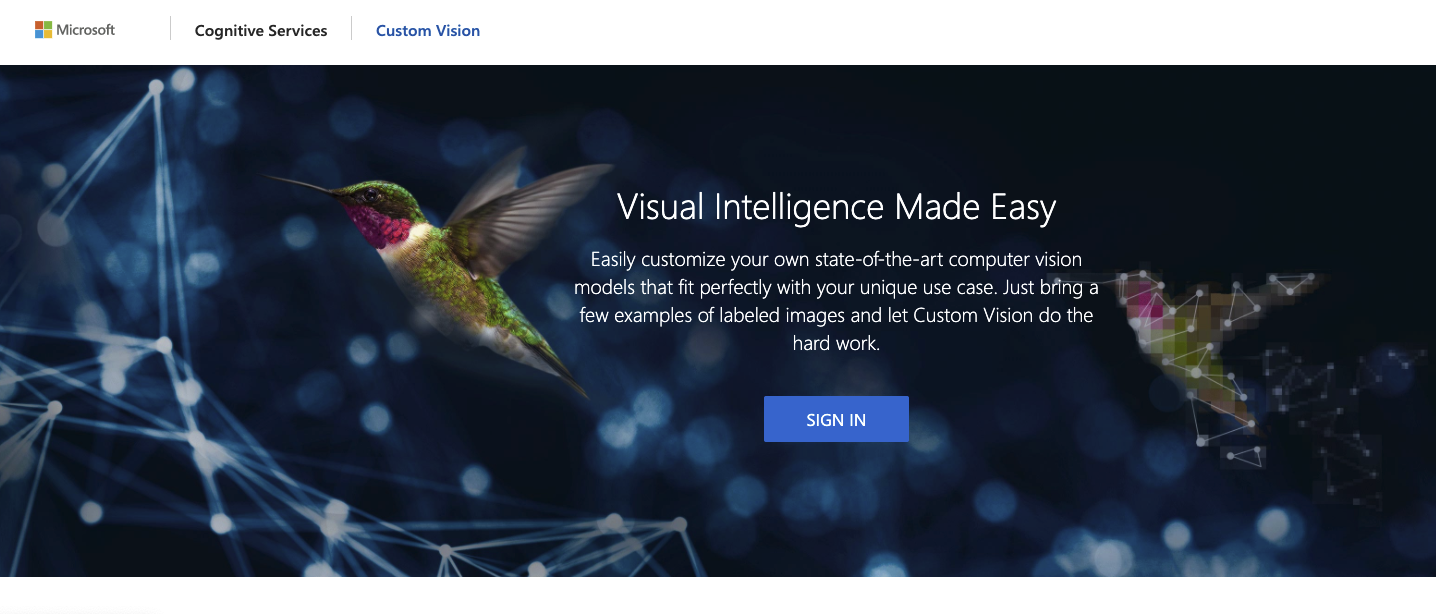 Microsoft
Cognitive Services
Custom Vision
Visual Intelligence Made Easy
Easily customize your own state-of-the-art computer vision
models that fit perfectly with your unique use case. Just bring a
few examples of labeled images and let Custom Vision do the
hard work.
SIGN IN